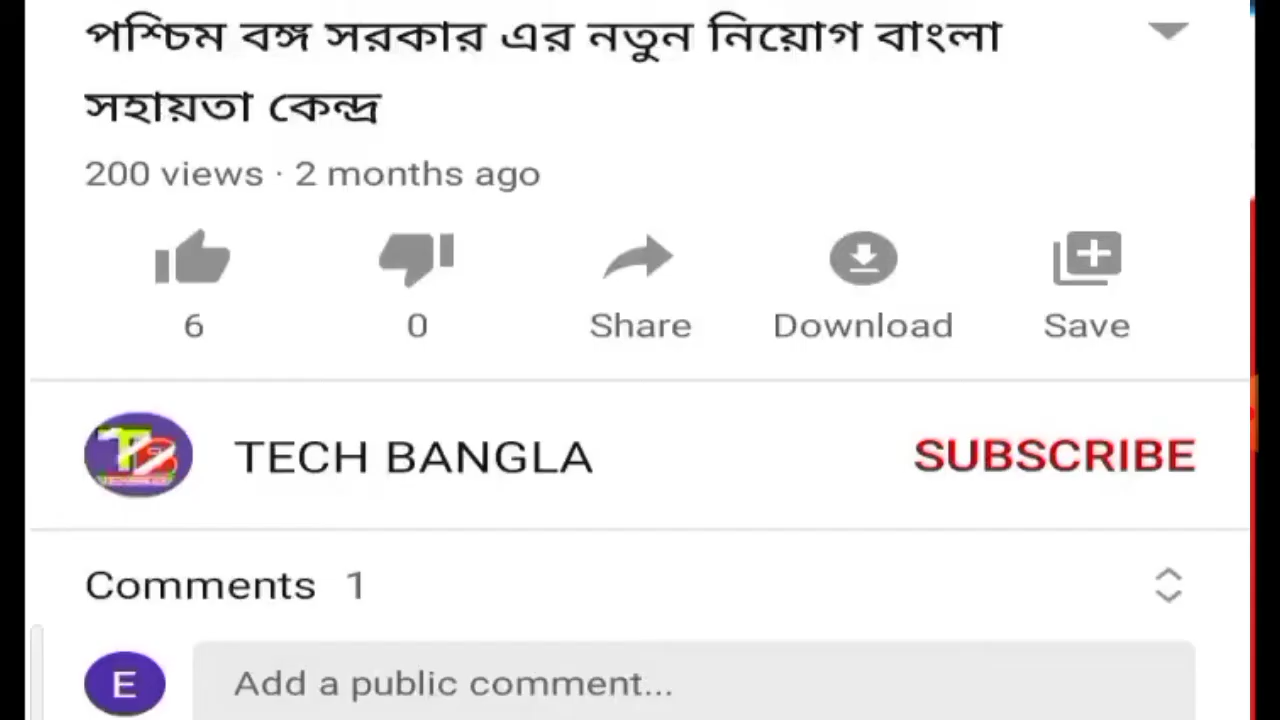 পশ্চিম বঙ্গ সরকার এর নতুন নিয়োগ বাংলা
সহায়তা কেন্দ্র
200 views · 2 months ago
6
0
Share
Download
Save
TECH BANGLA
SUBSCRIBE
Comments 1
E
Add a public comment...